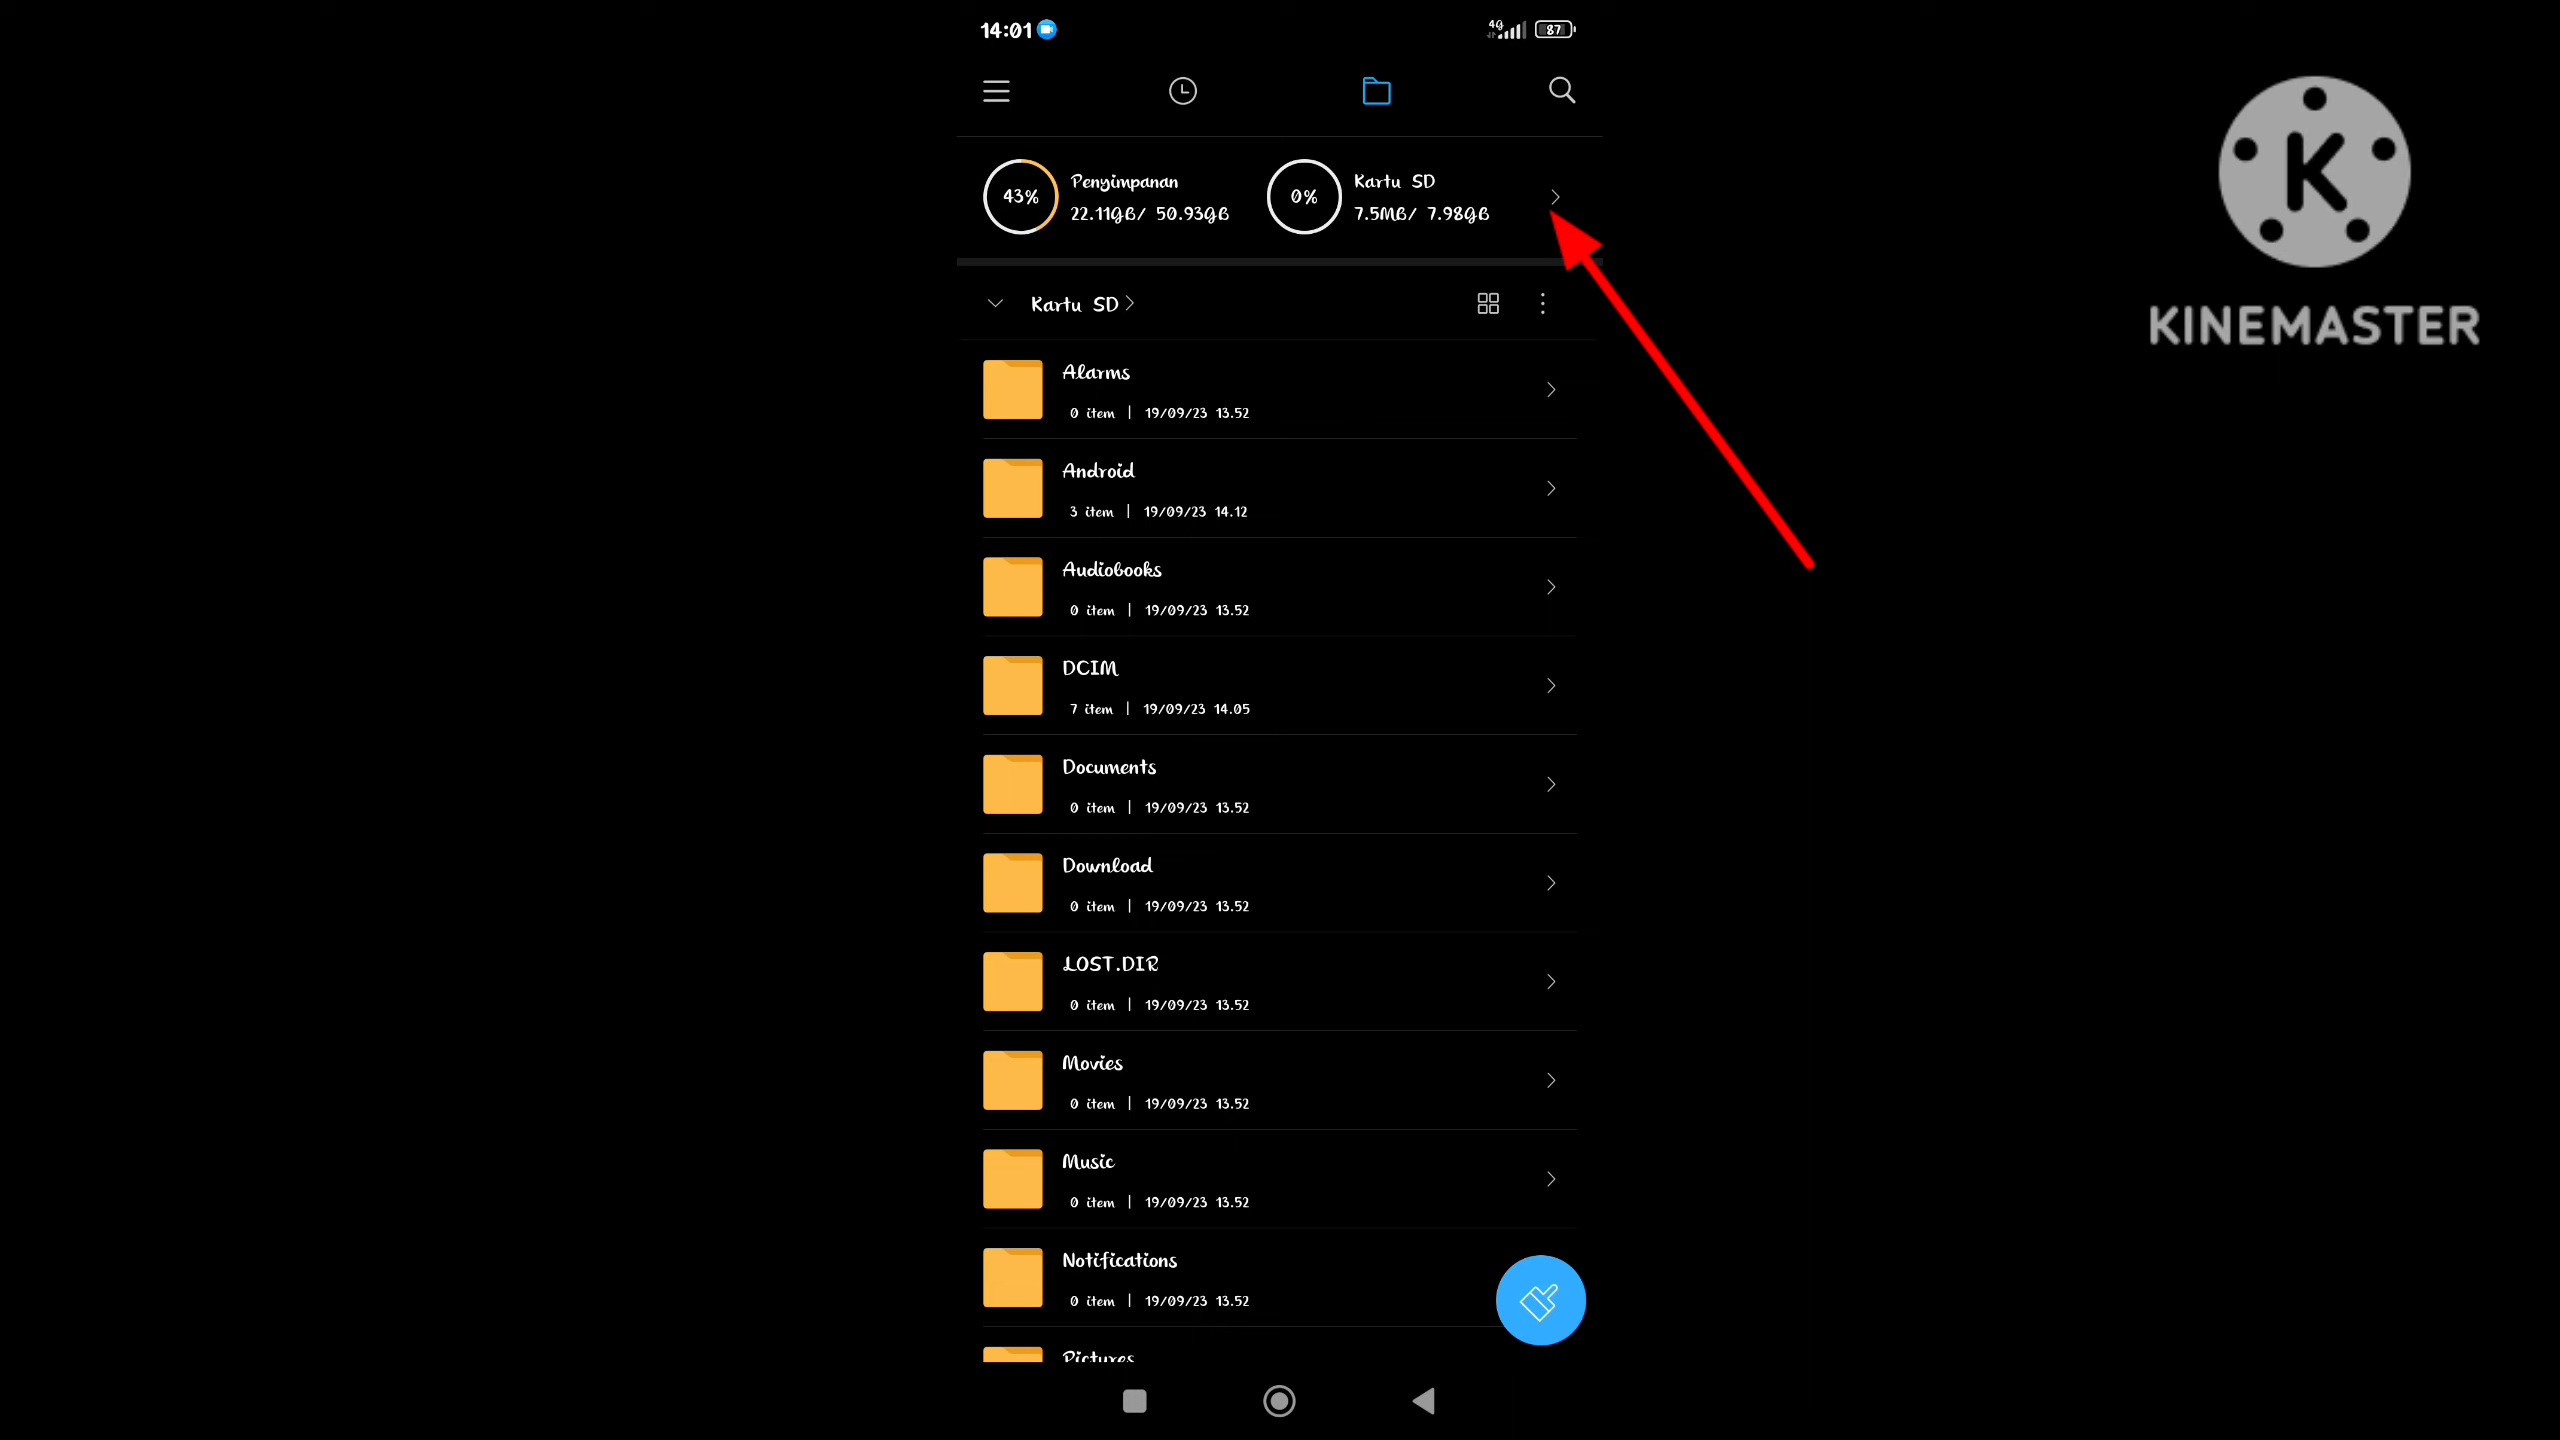 14:01
4G 87
43% Penyimpanan
22.11GB/ 50.93GB
0% Kartu SD
7.5MB/ 7.98GB
Kartu SD
Alarms
0 item | 19/09/23 13.52
Android
3 item | 19/09/23 14.12
Audiobooks
0 item | 19/09/23 13.52
DCIM
7 item | 19/09/23 14.05
Documents
0 item | 19/09/23 13.52
Download
0 item | 19/09/23 13.52
LOST.DIR
0 item | 19/09/23 13.52
Movies
0 item | 19/09/23 13.52
Music
0 item | 19/09/23 13.52
Notifications
0 item | 19/09/23 13.52
Pictures
K
KINEMASTER